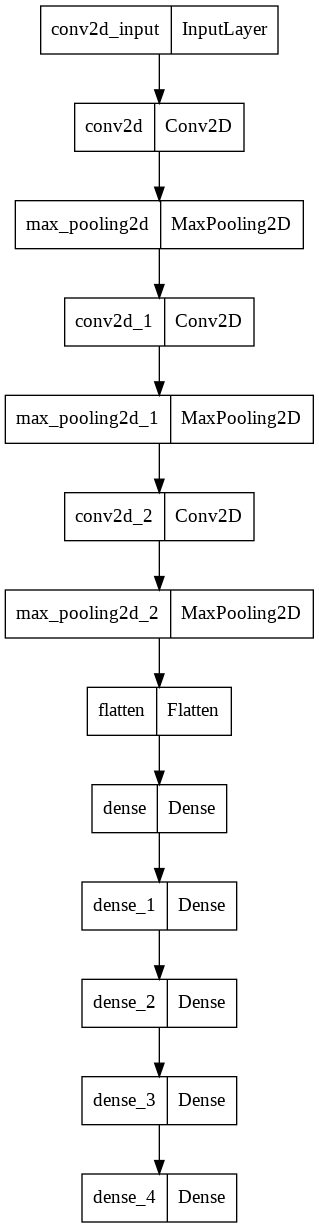 conv2d_input InputLayer
conv2d Conv2D
max_pooling2d MaxPooling2D
conv2d_1 Conv2D
max_pooling2d_1 MaxPooling2D
conv2d_2 Conv2D
max_pooling2d_2 MaxPooling2D
flatten Flatten
dense Dense
dense_1 Dense
dense_2 Dense
dense_3 Dense
dense_4 Dense